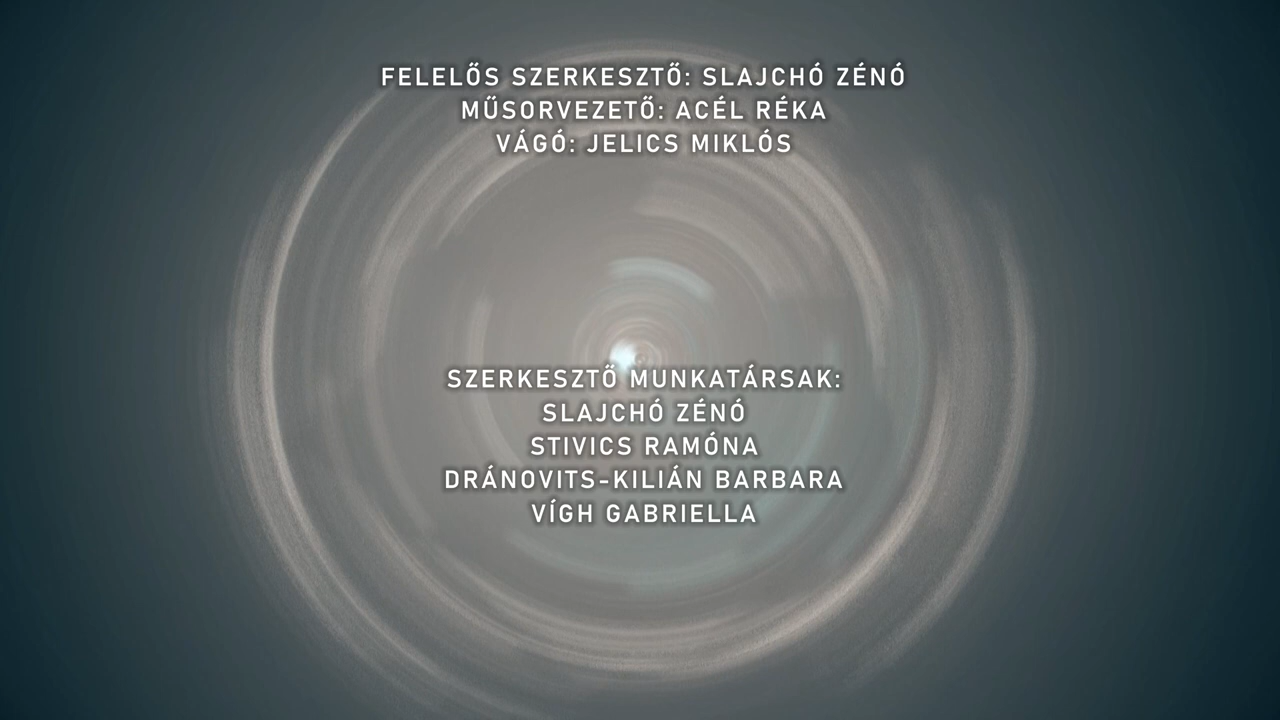 FELELŐS SZERKESZTŐ: SLAJCHÓ ZÉNÓ
MŰSORVEZETŐ: ACÉL RÉKA
VÁGÓ: JELICS MIKLÓS
SZERKESZTŐ MUNKATÁRSAK:
SLAJCHÓ ZÉNÓ
STIVICS RAMÓNA
DRÁNOVITS-KILIÁN BARBARA
VÍGH GABRIELLA